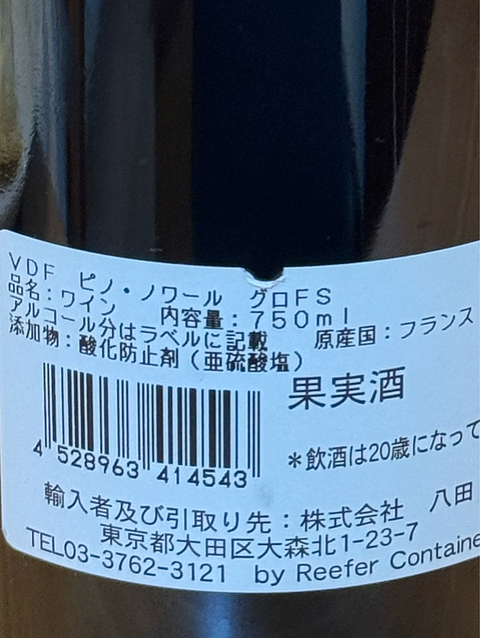 VDF ピノ・ノワール グロFS
品名:ワイン 内容量:750ml
アルコール分はラベルに記載 原産国:フランス
添加物:酸化防止剤(亜硫酸塩)
果実酒
4 528963 414543
*飲酒は20歳になって
輸入者及び引取り先:株式会社 八田
東京都大田区大森北1-23-7
TEL03-3762-3121 by Reefer Containe